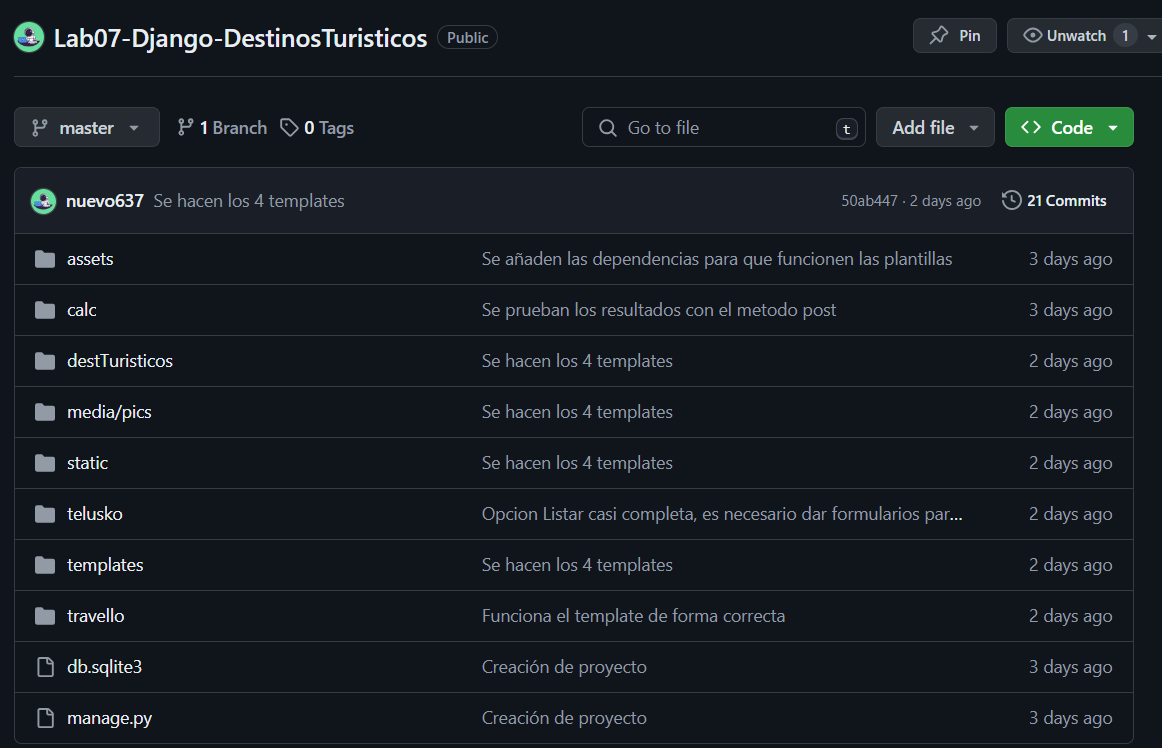 Lab07-Django-DestinosTuristicos Public Pin Unwatch 1
master 1 Branch 0 Tags Go to file t Add file Code
nuevo637 Se hacen los 4 templates 50ab447 · 2 days ago 21 Commits
assets Se añaden las dependencias para que funcionen las plantillas 3 days ago
calc Se prueban los resultados con el metodo post 3 days ago
destTuristicos Se hacen los 4 templates 2 days ago
media/pics Se hacen los 4 templates 2 days ago
static Se hacen los 4 templates 2 days ago
telusko Opcion Listar casi completa, es necesario dar formularios par... 2 days ago
templates Se hacen los 4 templates 2 days ago
travello Funciona el template de forma correcta 2 days ago
db.sqlite3 Creación de proyecto 3 days ago
manage.py Creación de proyecto 3 days ago